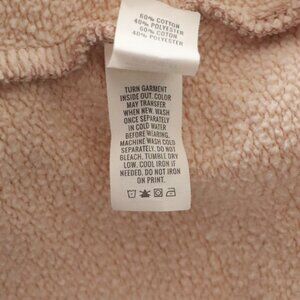 60% COTTON
40% POLYESTER
60% COTON
40% POLYESTER
TURN GARMENT
INSIDE OUT. COLOR
MAY TRANSFER
WHEN NEW. WASH
ONCE SEPARATELY
IN COLD WATER
BEFORE WEARING.
MACHINE WASH COLD
SEPARATELY. DO NOT
BLEACH, TUMBLE DRY
LOW. COOL IRON IF
NEEDED, DO NOT IRON
ON PRINT.